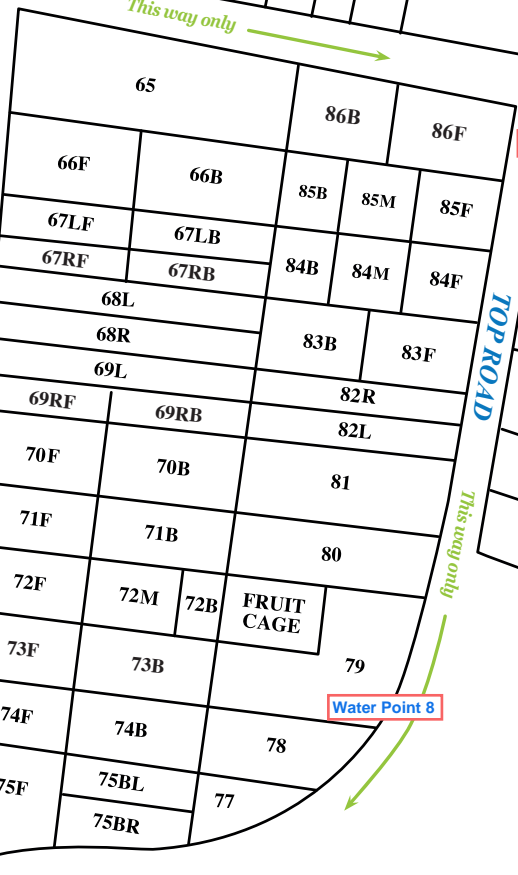 This way only
65
86B
86F
66F
66B
85B
85M
85F
67LF
67LB
67RF
67RB
84B
84M
84F
68L
68R
83B
83F
TOP ROAD
69L
82R
69RF
69RB
82L
70F
70B
81
71F
71B
80
This way only
72F
72M
72B
FRUIT
CAGE
73F
73B
79
Water Point 8
74F
74B
78
75F
75BL
77
75BR